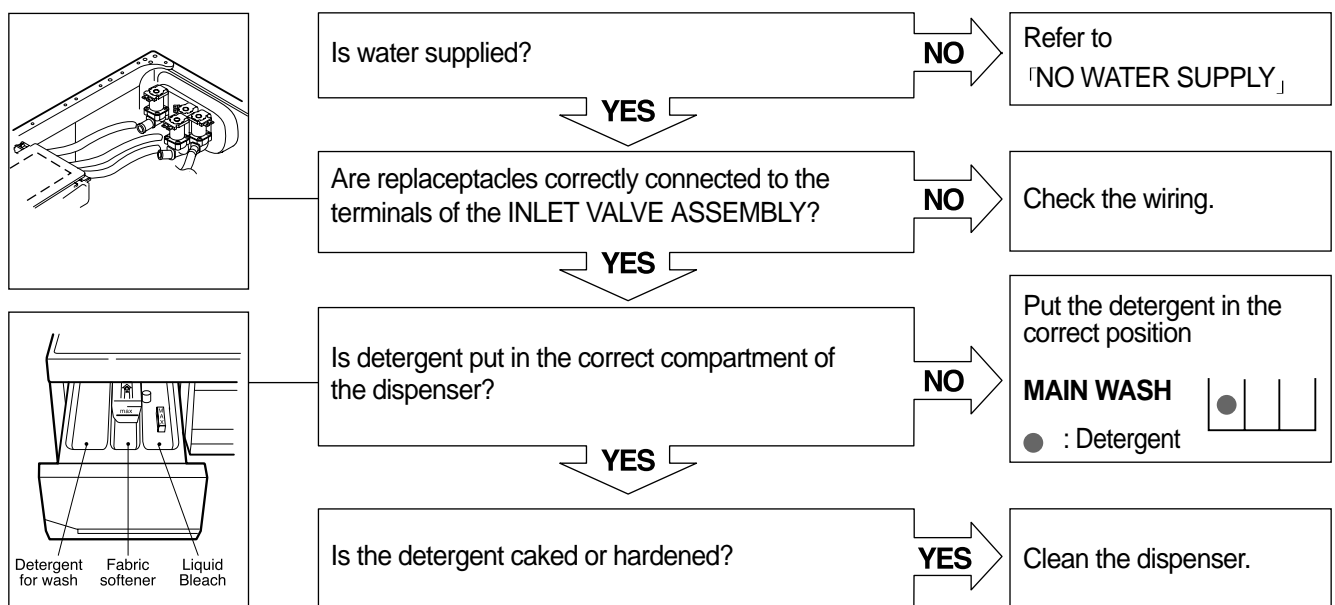 Is water supplied?
NO
Refer to
「NO WATER SUPPLY」
YES
Are replaceptacles correctly connected to the
terminals of the INLET VALVE ASSEMBLY?
NO
Check the wiring.
YES
Is detergent put in the correct compartment of
the dispenser?
NO
Put the detergent in the
correct position
MAIN WASH
● : Detergent
YES
max
MAX
Detergent
for wash
Fabric
softener
Liquid
Bleach
Is the detergent caked or hardened?
YES
Clean the dispenser.